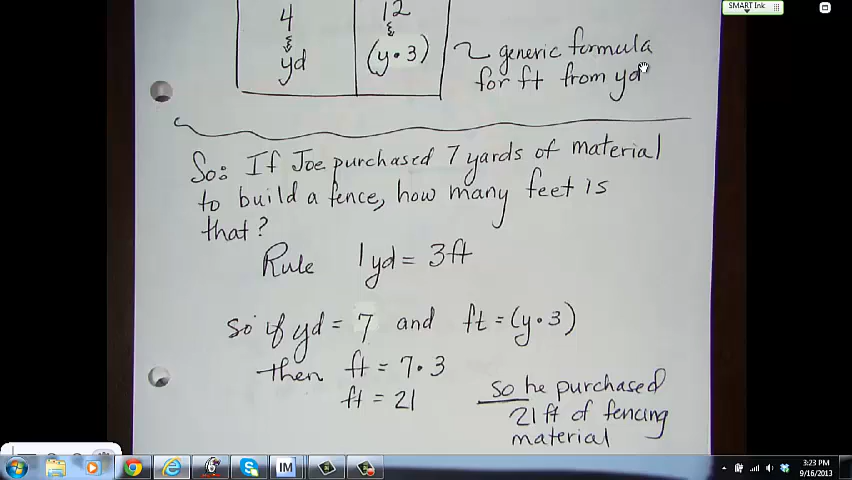 SMART Ink
4
12
yd
(y•3)
generic formula
for ft from yd
So: If Joe purchased 7 yards of material
to build a fence, how many feet is
that?
Rule 1 yd = 3 ft
so if yd = 7 and ft = (y•3)
then ft = 7•3
ft = 21
so he purchased
21 ft of fencing
material
IM
3:23 PM
9/16/2013